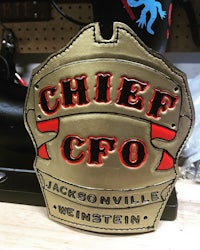 CHIEF
CFO
JACKSONVILLE
· WEINSTEIN ·